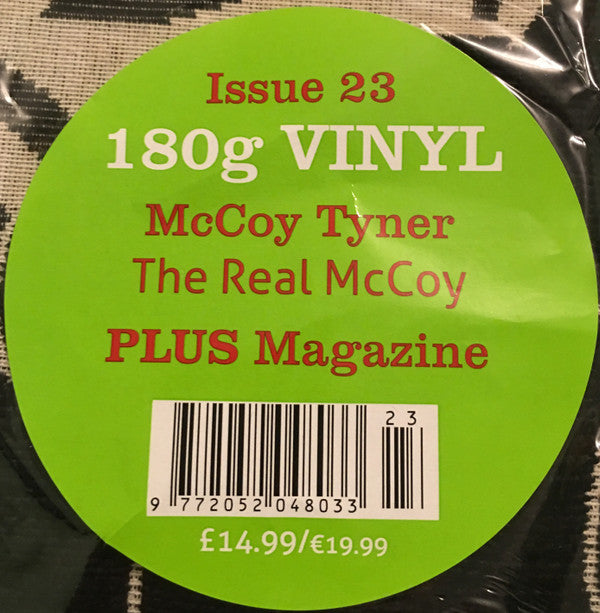 Issue 23
180g VINYL
McCoy Tyner
The Real McCoy
PLUS Magazine
23
9 772052 048033
£14.99/€19.99